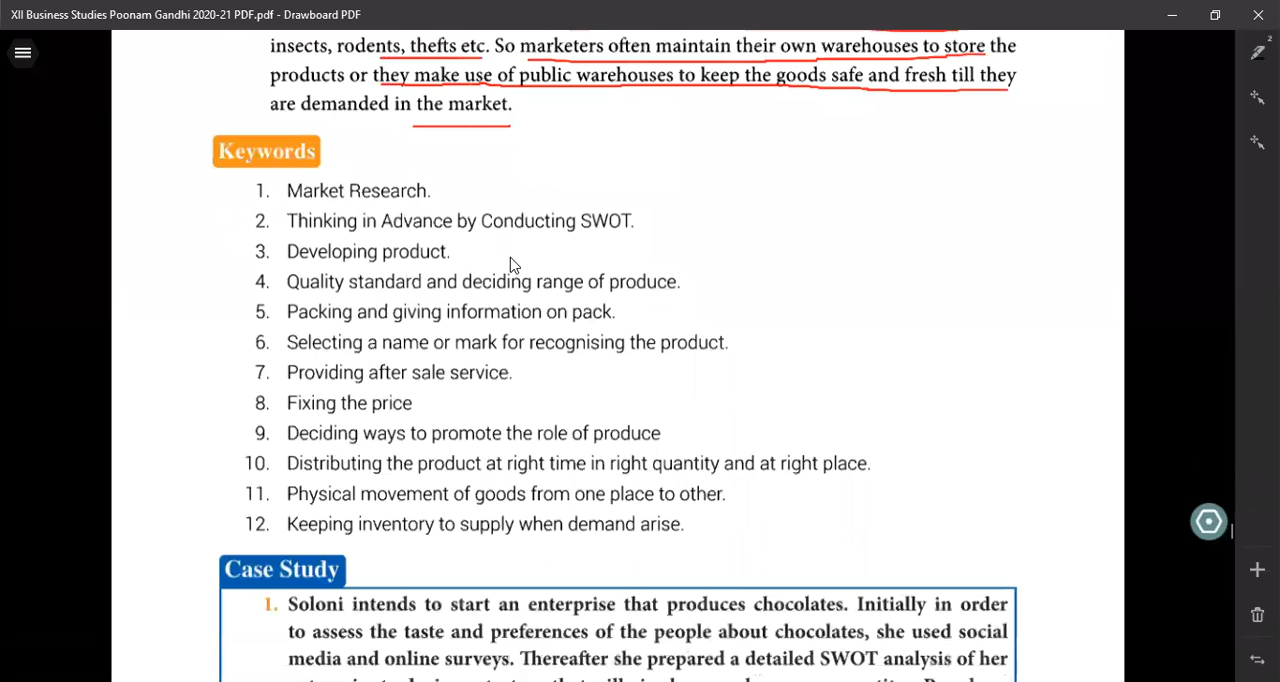 XII Business Studies Poonam Gandhi 2020-21 PDF.pdf - Drawboard PDF
insects, rodents, thefts etc. So marketers often maintain their own warehouses to store the
products or they make use of public warehouses to keep the goods safe and fresh till they
are demanded in the market.
Keywords
1. Market Research.
2. Thinking in Advance by Conducting SWOT.
3. Developing product.
4. Quality standard and deciding range of produce.
5. Packing and giving information on pack.
6. Selecting a name or mark for recognising the product.
7. Providing after sale service.
8. Fixing the price
9. Deciding ways to promote the role of produce
10. Distributing the product at right time in right quantity and at right place.
11. Physical movement of goods from one place to other.
12. Keeping inventory to supply when demand arise.
Case Study
1. Soloni intends to start an enterprise that produces chocolates. Initially in order
to assess the taste and preferences of the people about chocolates, she used social
media and online surveys. Thereafter she prepared a detailed SWOT analysis of her
2